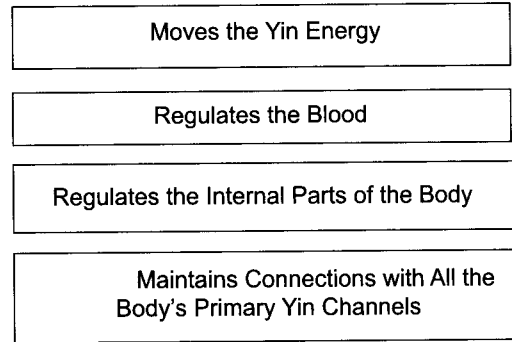 Moves the Yin Energy
Regulates the Blood
Regulates the Internal Parts of the Body
Maintains Connections with All the
Body's Primary Yin Channels